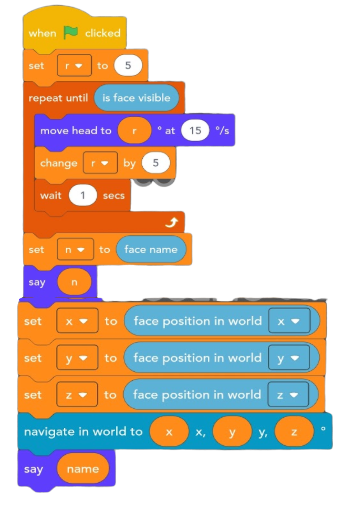 when clicked
set r to 5
repeat until is face visible
move head to r ° at 15 °/s
change r by 5
wait 1 secs
set n to face name
say n
set x to face position in world x
set y to face position in world y
set z to face position in world z
navigate in world to x x, y y, z °
say name